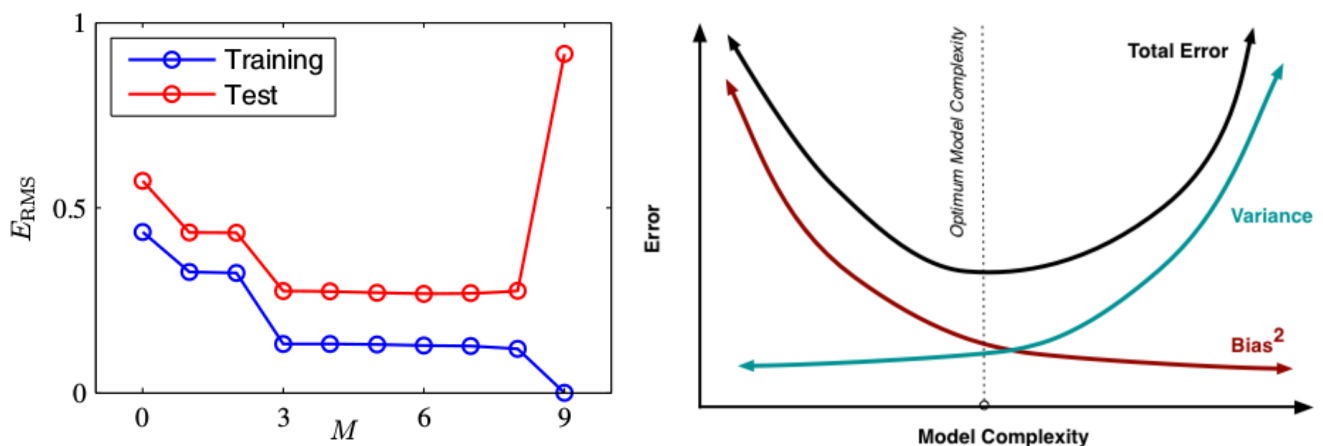 1
0.5
0
E_RMS
Training
Test
0
3
6
9
M
Error
Optimum Model Complexity
Total Error
Variance
Bias²
Model Complexity